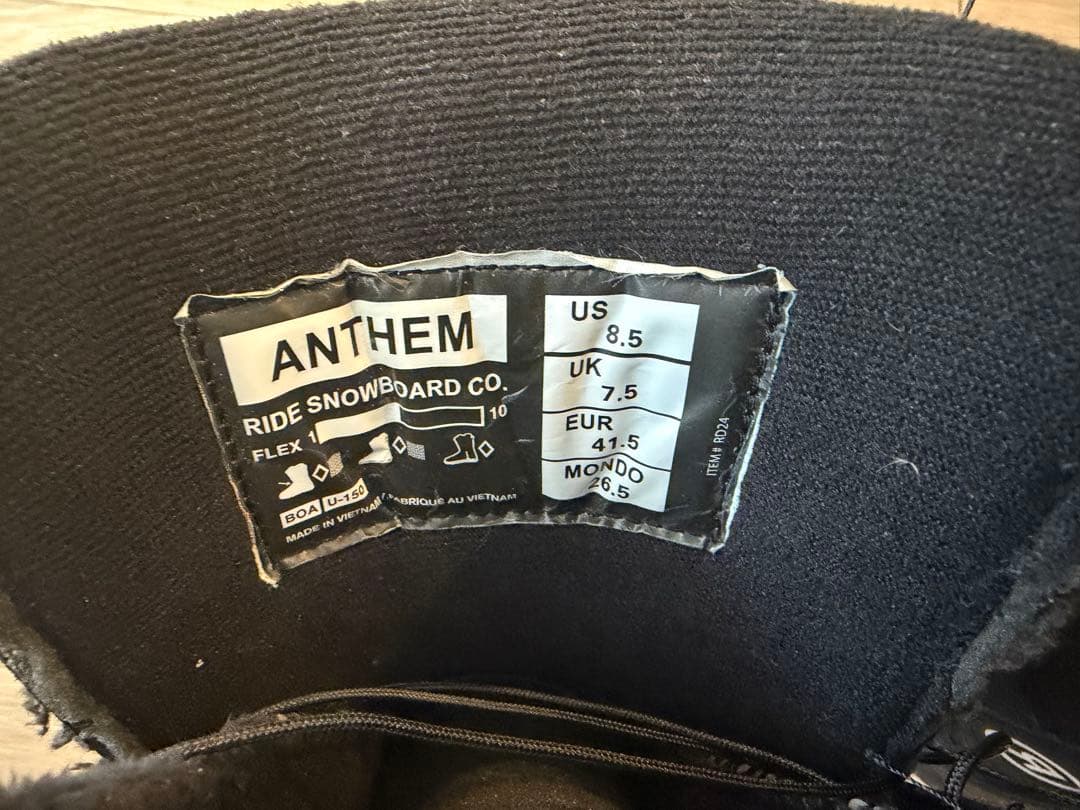 ANTHEM
RIDE SNOWBOARD CO.
FLEX 1 10
BOA U-150
MADE IN VIETNAM / FABRIQUE AU VIETNAM
US
8.5
UK
7.5
EUR
41.5
MONDO
26.5
ITEM # RD24